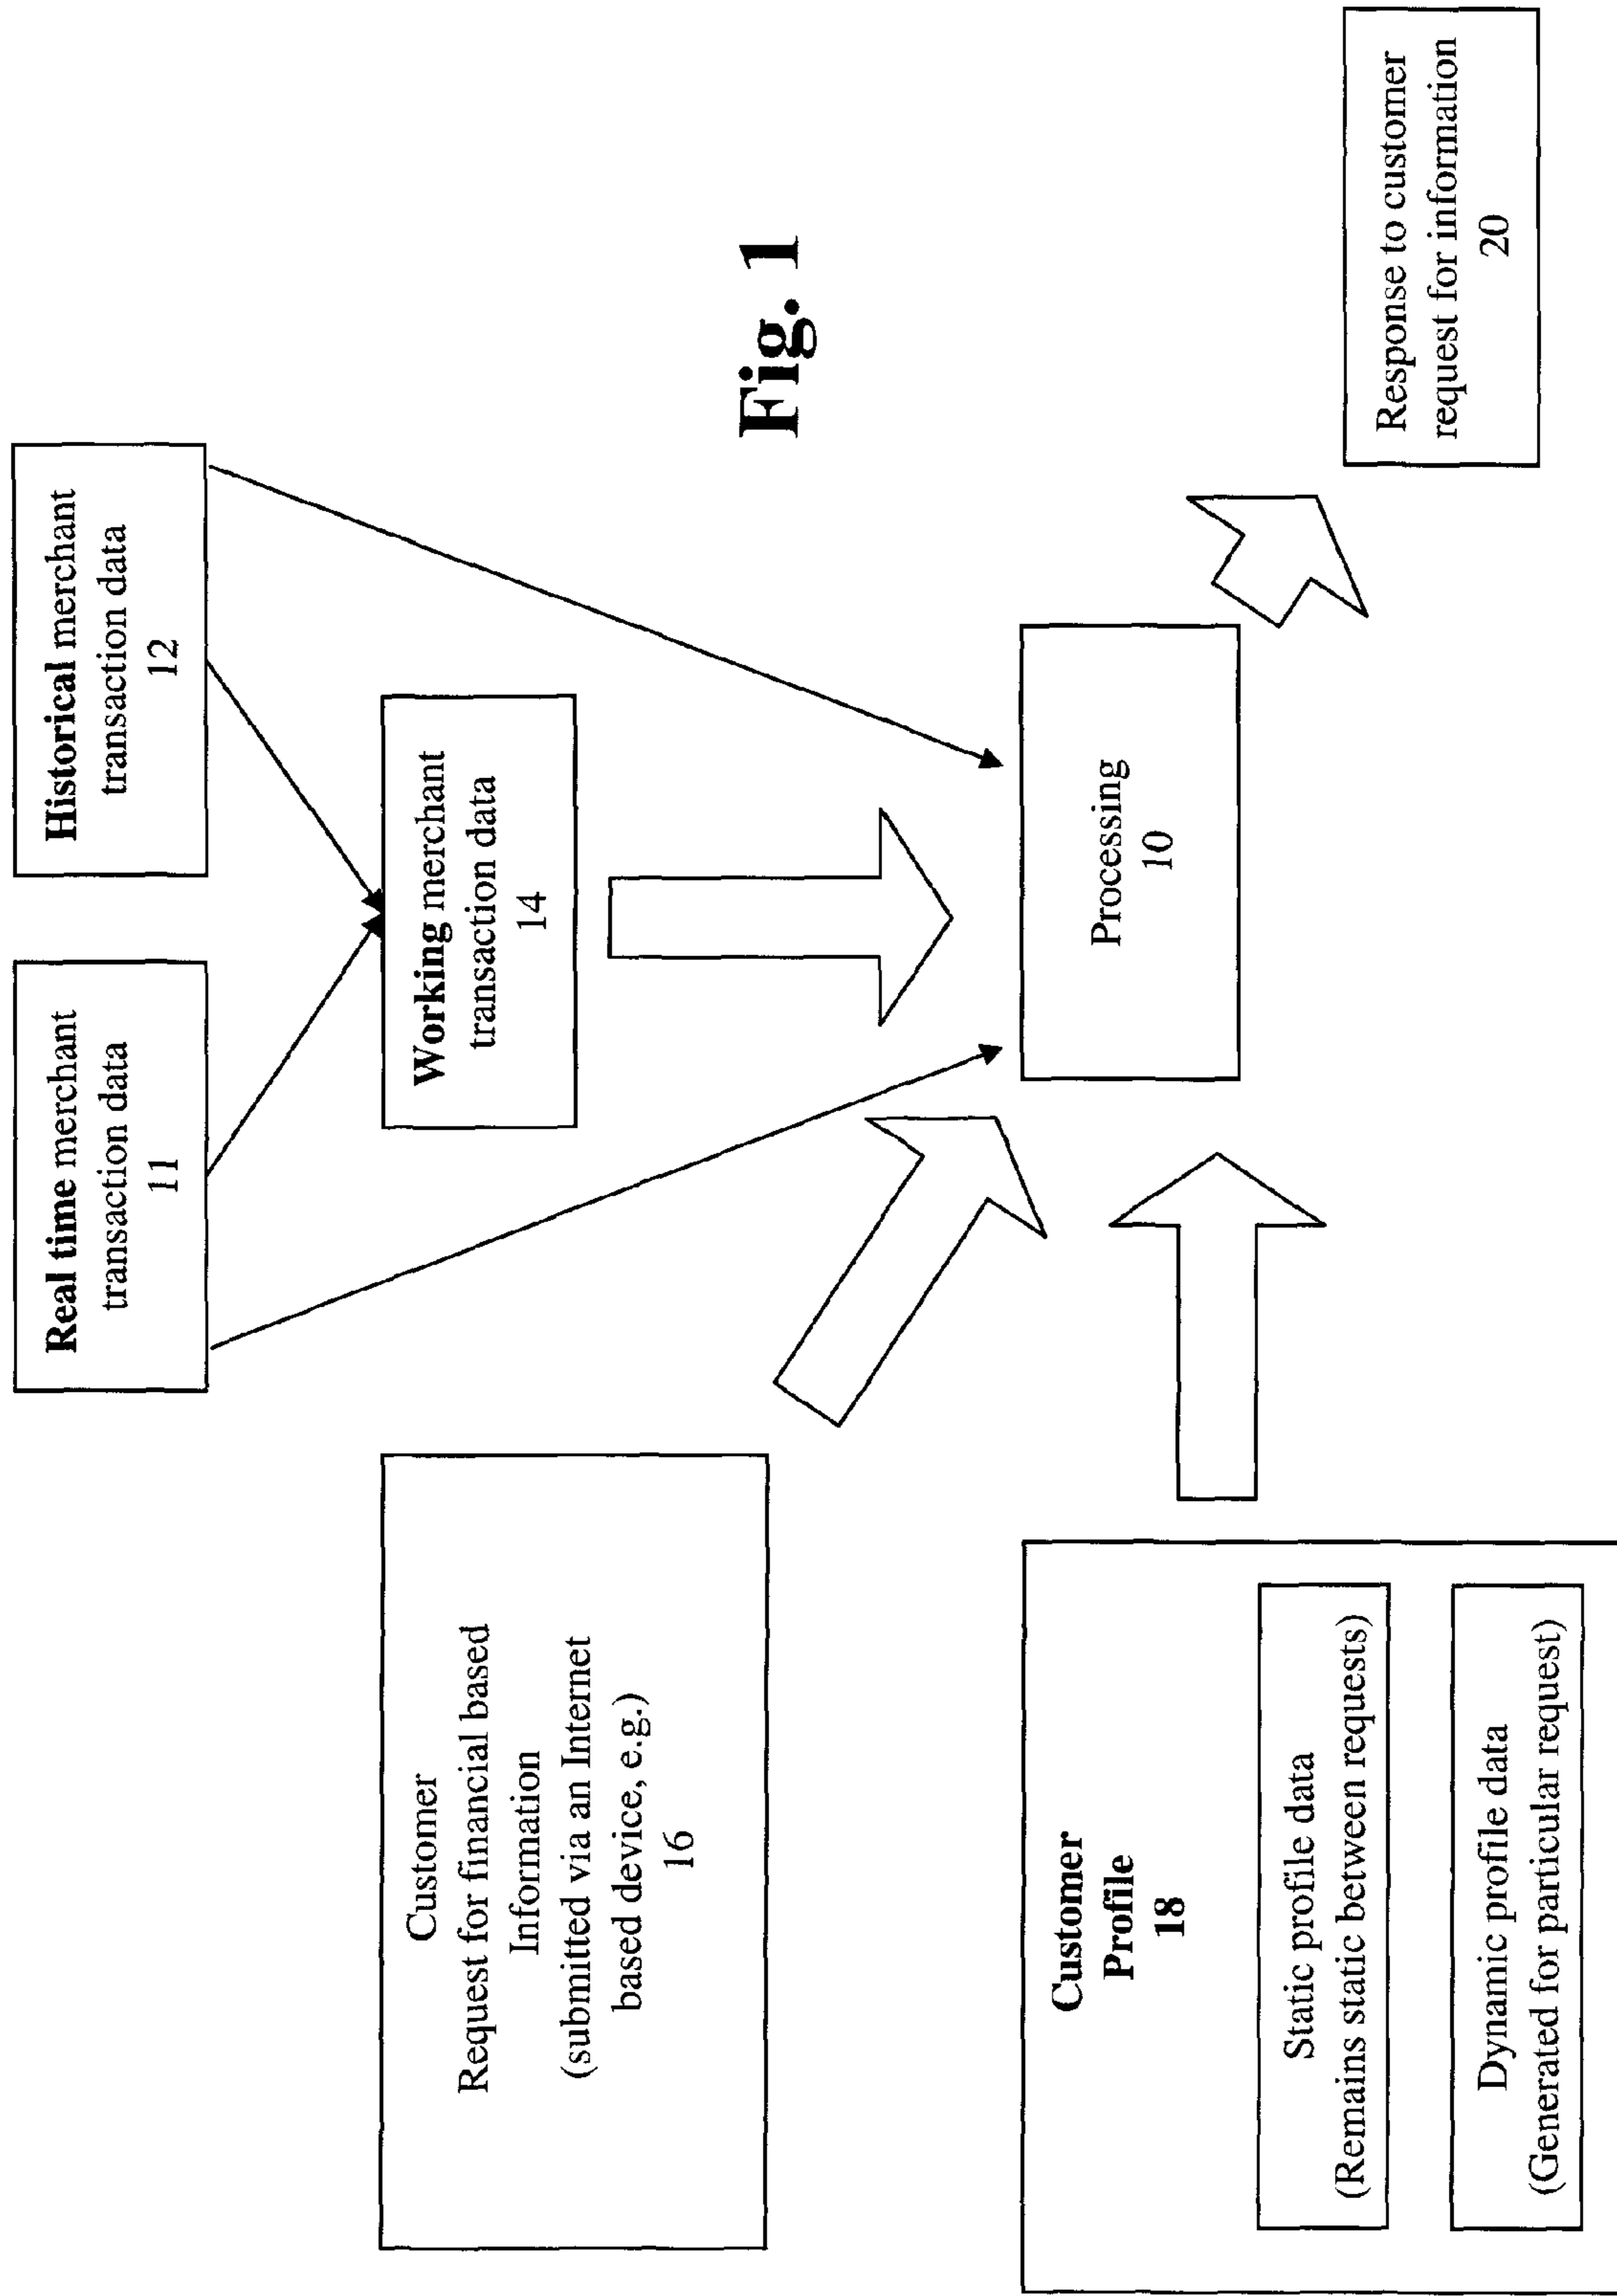 Real time merchant
transaction data
11
Historical merchant
transaction data
12
Working merchant
transaction data
14
Customer
Request for financial based
Information
(submitted via an Internet
based device, e.g.)
16
Fig. 1
Processing
10
Customer
Profile
18
Static profile data
(Remains static between requests)
Dynamic profile data
(Generated for particular request)
Response to customer
request for information
20